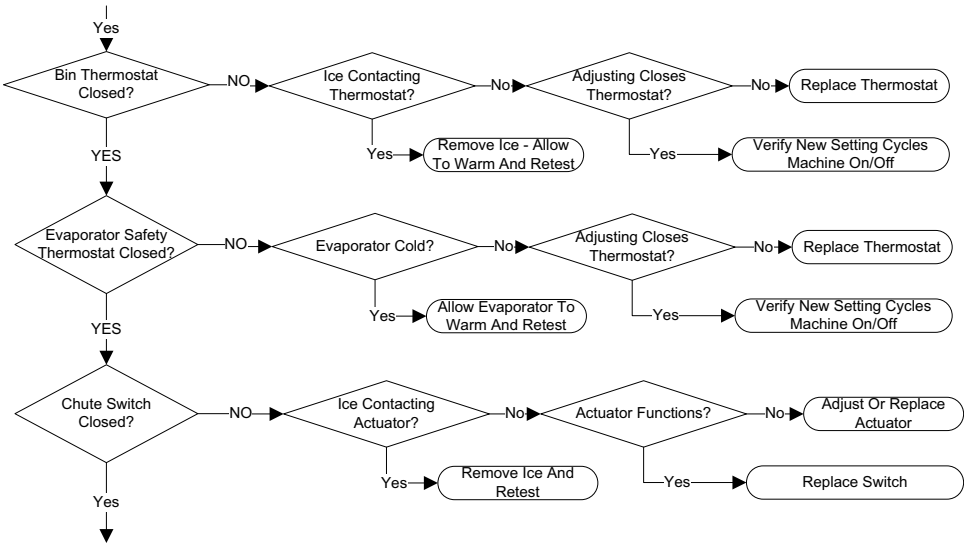 Yes
Bin Thermostat
Closed?
NO
Ice Contacting
Thermostat?
No
Adjusting Closes
Thermostat?
No
Replace Thermostat
Yes
Remove Ice - Allow
To Warm And Retest
Yes
Verify New Setting Cycles
Machine On/Off
YES
Evaporator Safety
Thermostat Closed?
NO
Evaporator Cold?
No
Adjusting Closes
Thermostat?
No
Replace Thermostat
Yes
Allow Evaporator To
Warm And Retest
Yes
Verify New Setting Cycles
Machine On/Off
YES
Chute Switch
Closed?
NO
Ice Contacting
Actuator?
No
Actuator Functions?
No
Adjust Or Replace
Actuator
Yes
Remove Ice And
Retest
Yes
Replace Switch
Yes